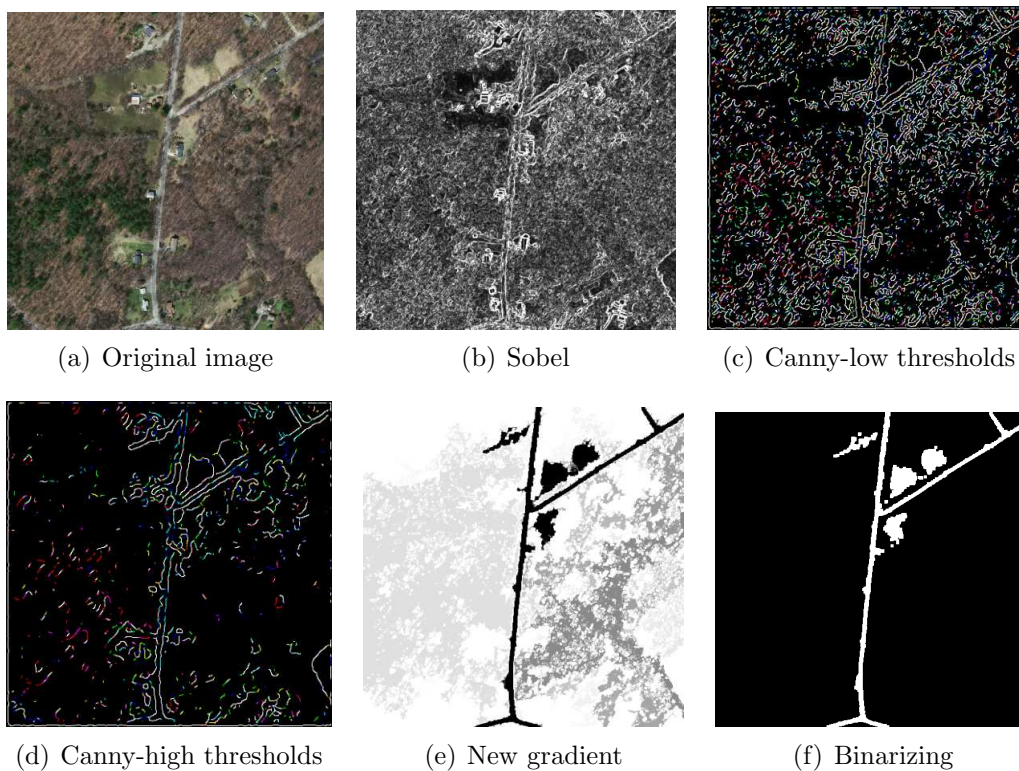 (a) Original image
(b) Sobel
(c) Canny-low thresholds
(d) Canny-high thresholds
(e) New gradient
(f) Binarizing